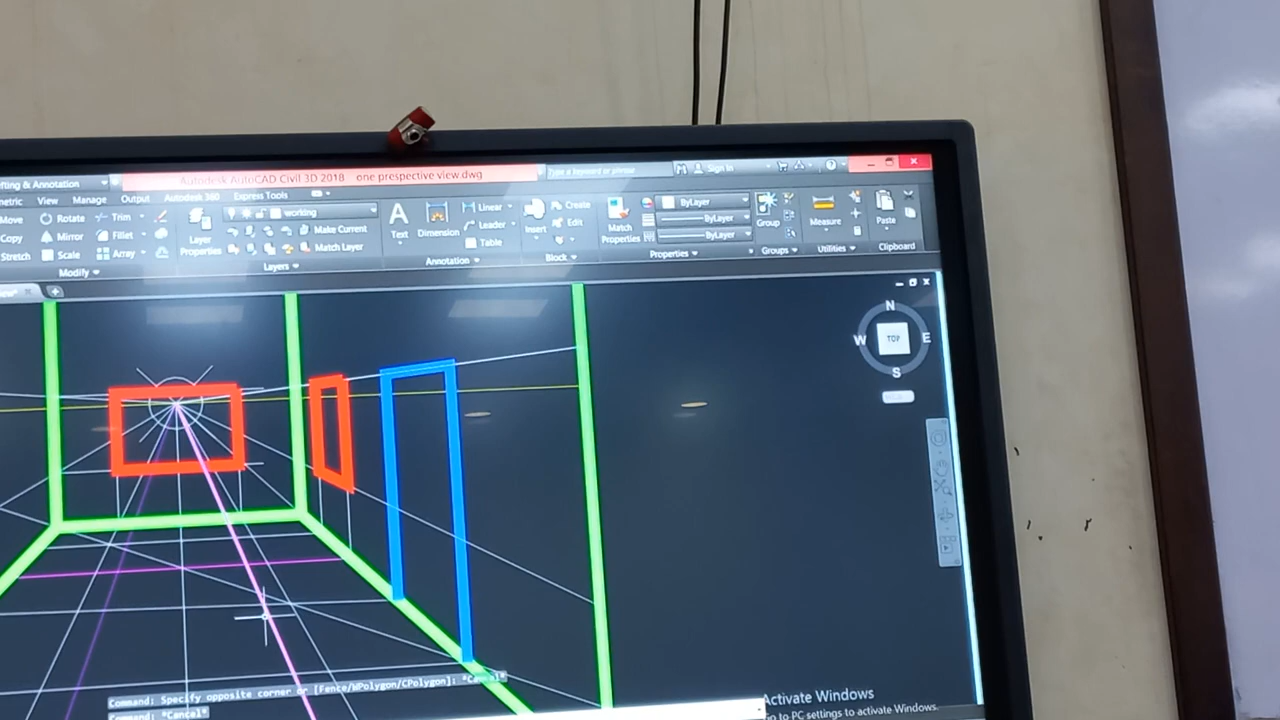 fting & Annotation
Autodesk AutoCAD Civil 3D 2018 one prespective view.dwg
Type a keyword or phrase
Sign In
metric View Manage Output Autodesk 360 Express Tools
Move Rotate Trim
Copy Mirror Fillet
Stretch Scale Array
Modify
Layer Properties
working
Make Current
Match Layer
Layers
Text
Dimension
Linear
Leader
Table
Annotation
Insert
Create
Edit
Block
Match Properties
ByLayer
ByLayer
ByLayer
Properties
Group
Groups
Measure
Utilities
Paste
Clipboard
N
W TOP E
S
Command: Specify opposite corner or [Fence/WPolygon/CPolygon]: *Cancel*
Command: *Cancel*
Activate Windows
Go to PC settings to activate Windows.